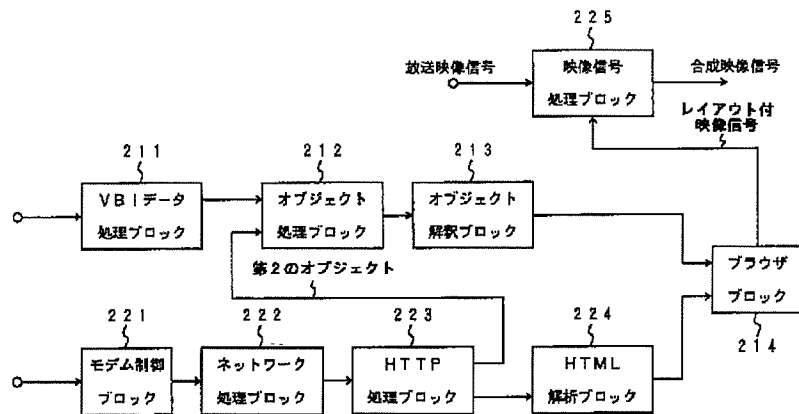 ２２５
放送映像信号
映像信号
処理ブロック
合成映像信号
レイアウト付
映像信号
２１１
２１２
２１３
ＶＢＩデータ
処理ブロック
オブジェクト
処理ブロック
オブジェクト
解釈ブロック
第２のオブジェクト
ブラウザ
ブロック
２１４
２２１
２２２
２２３
２２４
モデム制御
ブロック
ネットワーク
処理ブロック
ＨＴＴＰ
処理ブロック
ＨＴＭＬ
解析ブロック